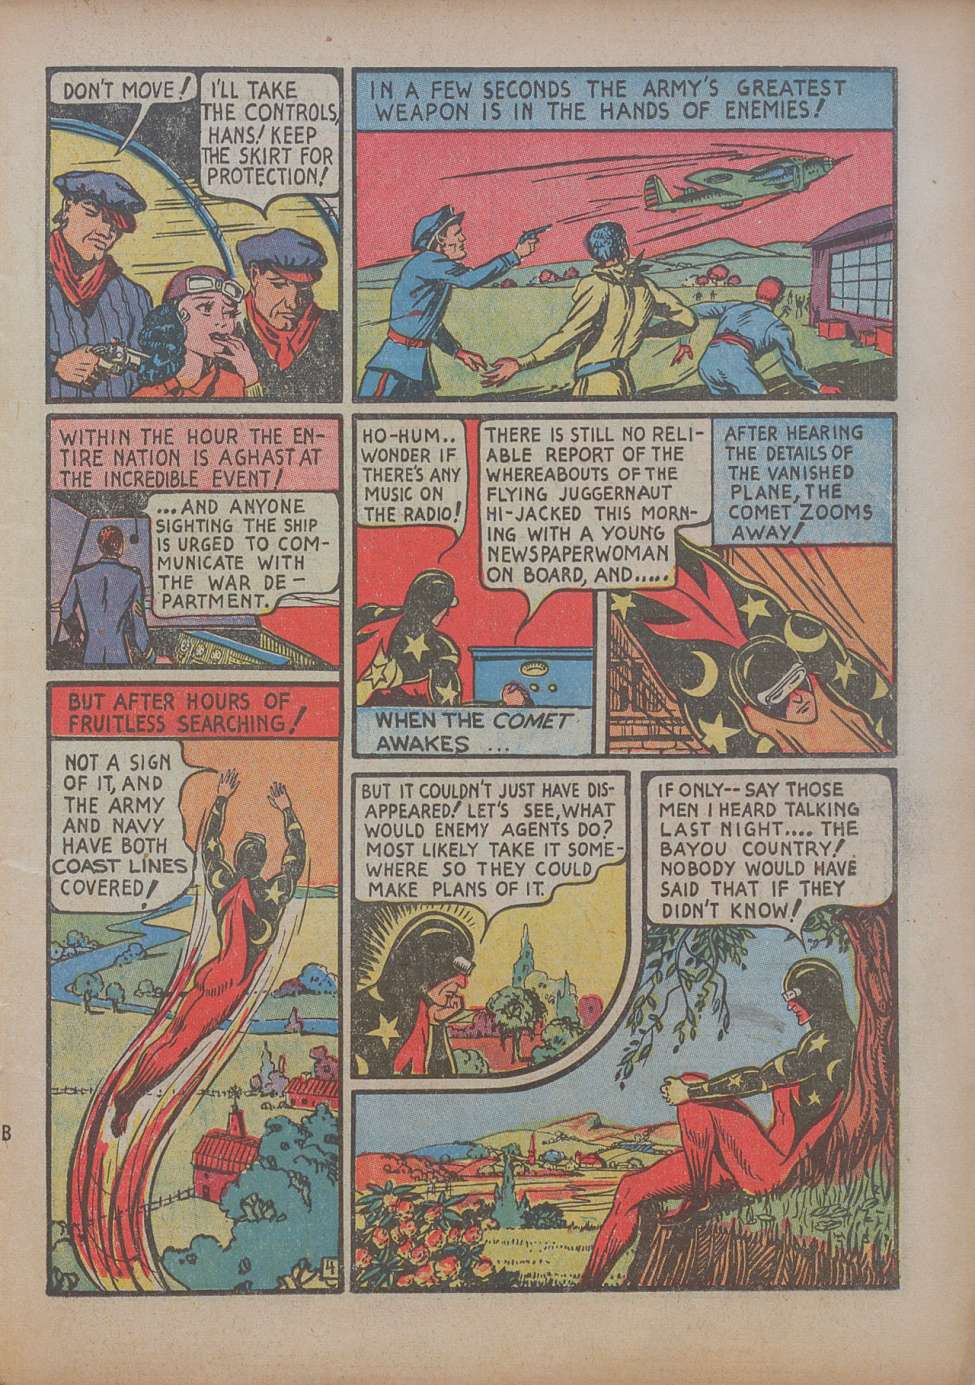 DON'T MOVE!
I'LL TAKE
THE CONTROLS,
HANS! KEEP
THE SKIRT FOR
PROTECTION!
IN A FEW SECONDS THE ARMY'S GREATEST
WEAPON IS IN THE HANDS OF ENEMIES!
WITHIN THE HOUR THE EN-
TIRE NATION IS AGHAST AT
THE INCREDIBLE EVENT!
...AND ANYONE
SIGHTING THE SHIP
IS URGED TO COM-
MUNICATE WITH
THE WAR DE-
PARTMENT.
HO-HUM..
WONDER IF
THERE'S ANY
MUSIC ON
THE RADIO!
THERE IS STILL NO RELI-
ABLE REPORT OF THE
WHEREABOUTS OF THE
FLYING JUGGERNAUT
HI-JACKED THIS MORN-
ING WITH A YOUNG
NEWSPAPERWOMAN
ON BOARD, AND.....
WHEN THE COMET
AWAKES ...
AFTER HEARING
THE DETAILS OF
THE VANISHED
PLANE, THE
COMET ZOOMS
AWAY!
BUT AFTER HOURS OF
FRUITLESS SEARCHING!
NOT A SIGN
OF IT, AND
THE ARMY
AND NAVY
HAVE BOTH
COAST LINES
COVERED!
BUT IT COULDN'T JUST HAVE DIS-
APPEARED! LET'S SEE, WHAT
WOULD ENEMY AGENTS DO?
MOST LIKELY TAKE IT SOME-
WHERE SO THEY COULD
MAKE PLANS OF IT.
IF ONLY-- SAY THOSE
MEN I HEARD TALKING
LAST NIGHT.... THE
BAYOU COUNTRY!
NOBODY WOULD HAVE
SAID THAT IF THEY
DIDN'T KNOW!
B
4